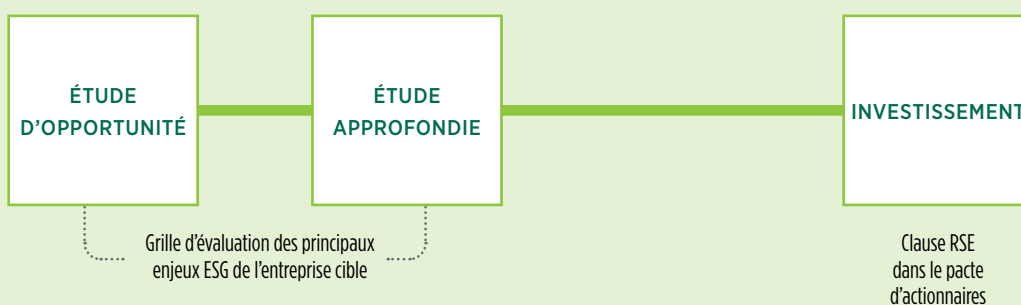 ÉTUDE
D’OPPORTUNITÉ
ÉTUDE
APPROFONDIE
INVESTISSEMENT
Grille d’évaluation des principaux
enjeux ESG de l’entreprise cible
Clause RSE
dans le pacte
d’actionnaires